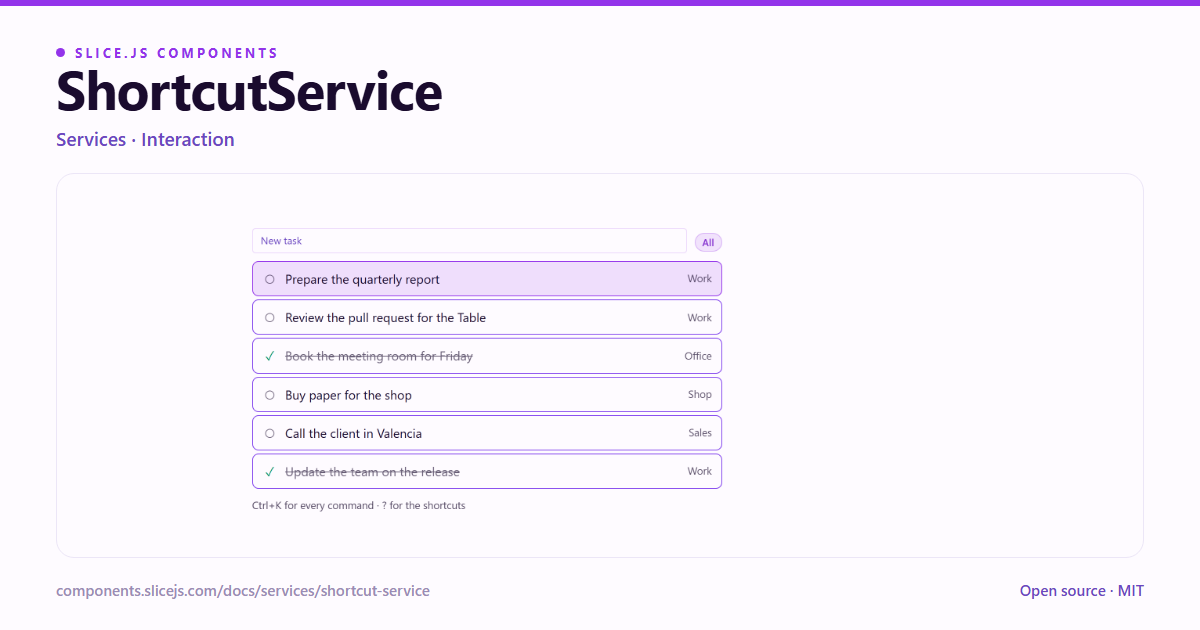 SLICE.JS COMPONENTS
ShortcutService
Services · Interaction
New task
All
Prepare the quarterly report Work
Review the pull request for the Table Work
✓ Book the meeting room for Friday Office
Buy paper for the shop Shop
Call the client in Valencia Sales
✓ Update the team on the release Work
Ctrl+K for every command · ? for the shortcuts
components.slicejs.com/docs/services/shortcut-service
Open source · MIT